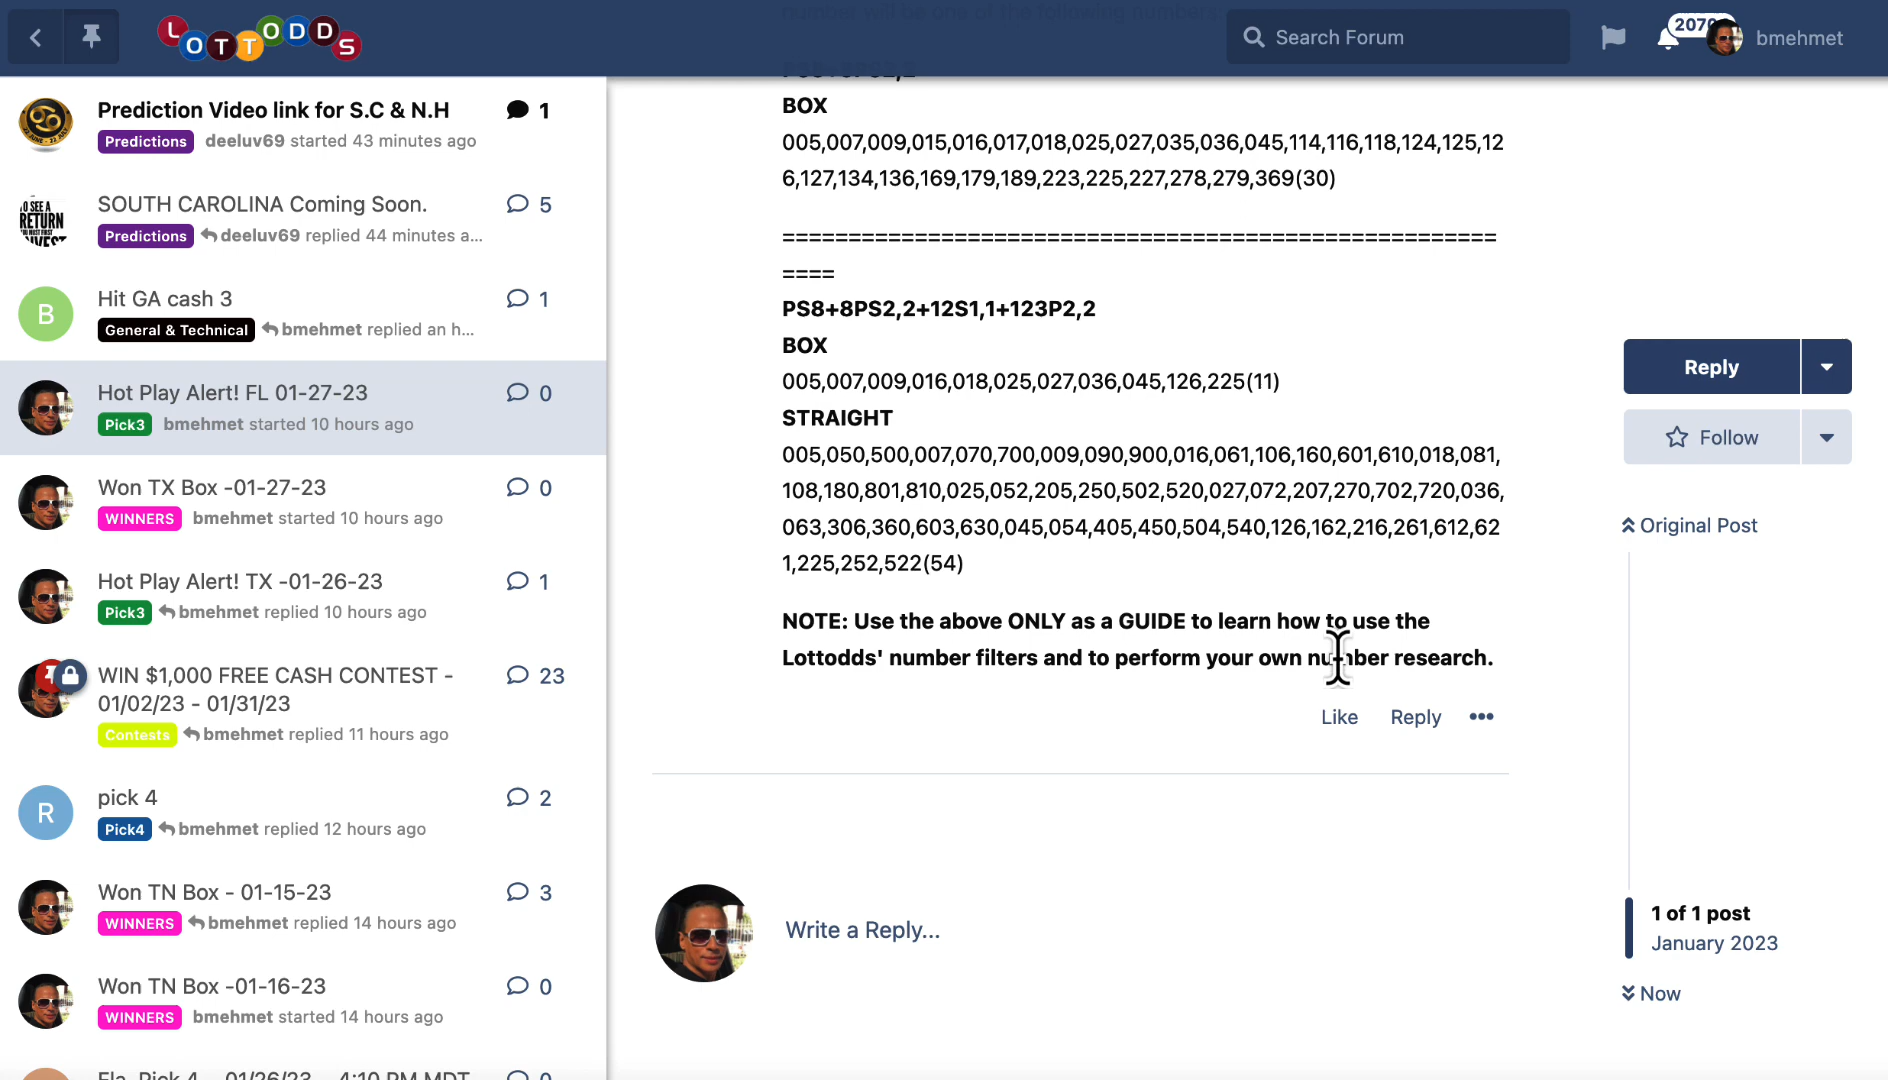 LOTTODDS
number will be one of the following numbers:
Search Forum
2070
bmehmet
BOX
005,007,009,015,016,017,018,025,027,035,036,045,114,116,118,124,125,12
6,127,134,136,169,179,189,223,225,227,278,279,369(30)
======================================================
====
PS8+8PS2,2+12S1,1+123P2,2
BOX
005,007,009,016,018,025,027,036,045,126,225(11)
STRAIGHT
005,050,500,007,070,700,009,090,900,016,061,106,160,601,610,018,081,
108,180,801,810,025,052,205,250,502,520,027,072,207,270,702,720,036,
063,306,360,603,630,045,054,405,450,504,540,126,162,216,261,612,62
1,225,252,522(54)
NOTE: Use the above ONLY as a GUIDE to learn how to use the
Lottodds' number filters and to perform your own number research.
Like Reply •••
Write a Reply...
Prediction Video link for S.C & N.H 1
Predictions deeluv69 started 43 minutes ago
TO SEE A
RETURN
SOUTH CAROLINA Coming Soon. 5
Predictions deeluv69 replied 44 minutes a...
B
Hit GA cash 3 1
General & Technical bmehmet replied an h...
Hot Play Alert! FL 01-27-23 0
Pick3 bmehmet started 10 hours ago
Won TX Box -01-27-23 0
WINNERS bmehmet started 10 hours ago
Hot Play Alert! TX -01-26-23 1
Pick3 bmehmet replied 10 hours ago
WIN $1,000 FREE CASH CONTEST - 23
01/02/23 - 01/31/23
Contests bmehmet replied 11 hours ago
R
pick 4 2
Pick4 bmehmet replied 12 hours ago
Won TN Box - 01-15-23 3
WINNERS bmehmet replied 14 hours ago
Won TN Box -01-16-23 0
WINNERS bmehmet started 14 hours ago
Fla. Pick 4 01/26/23 4:10 PM MDT 0
Reply
Follow
Original Post
1 of 1 post
January 2023
Now